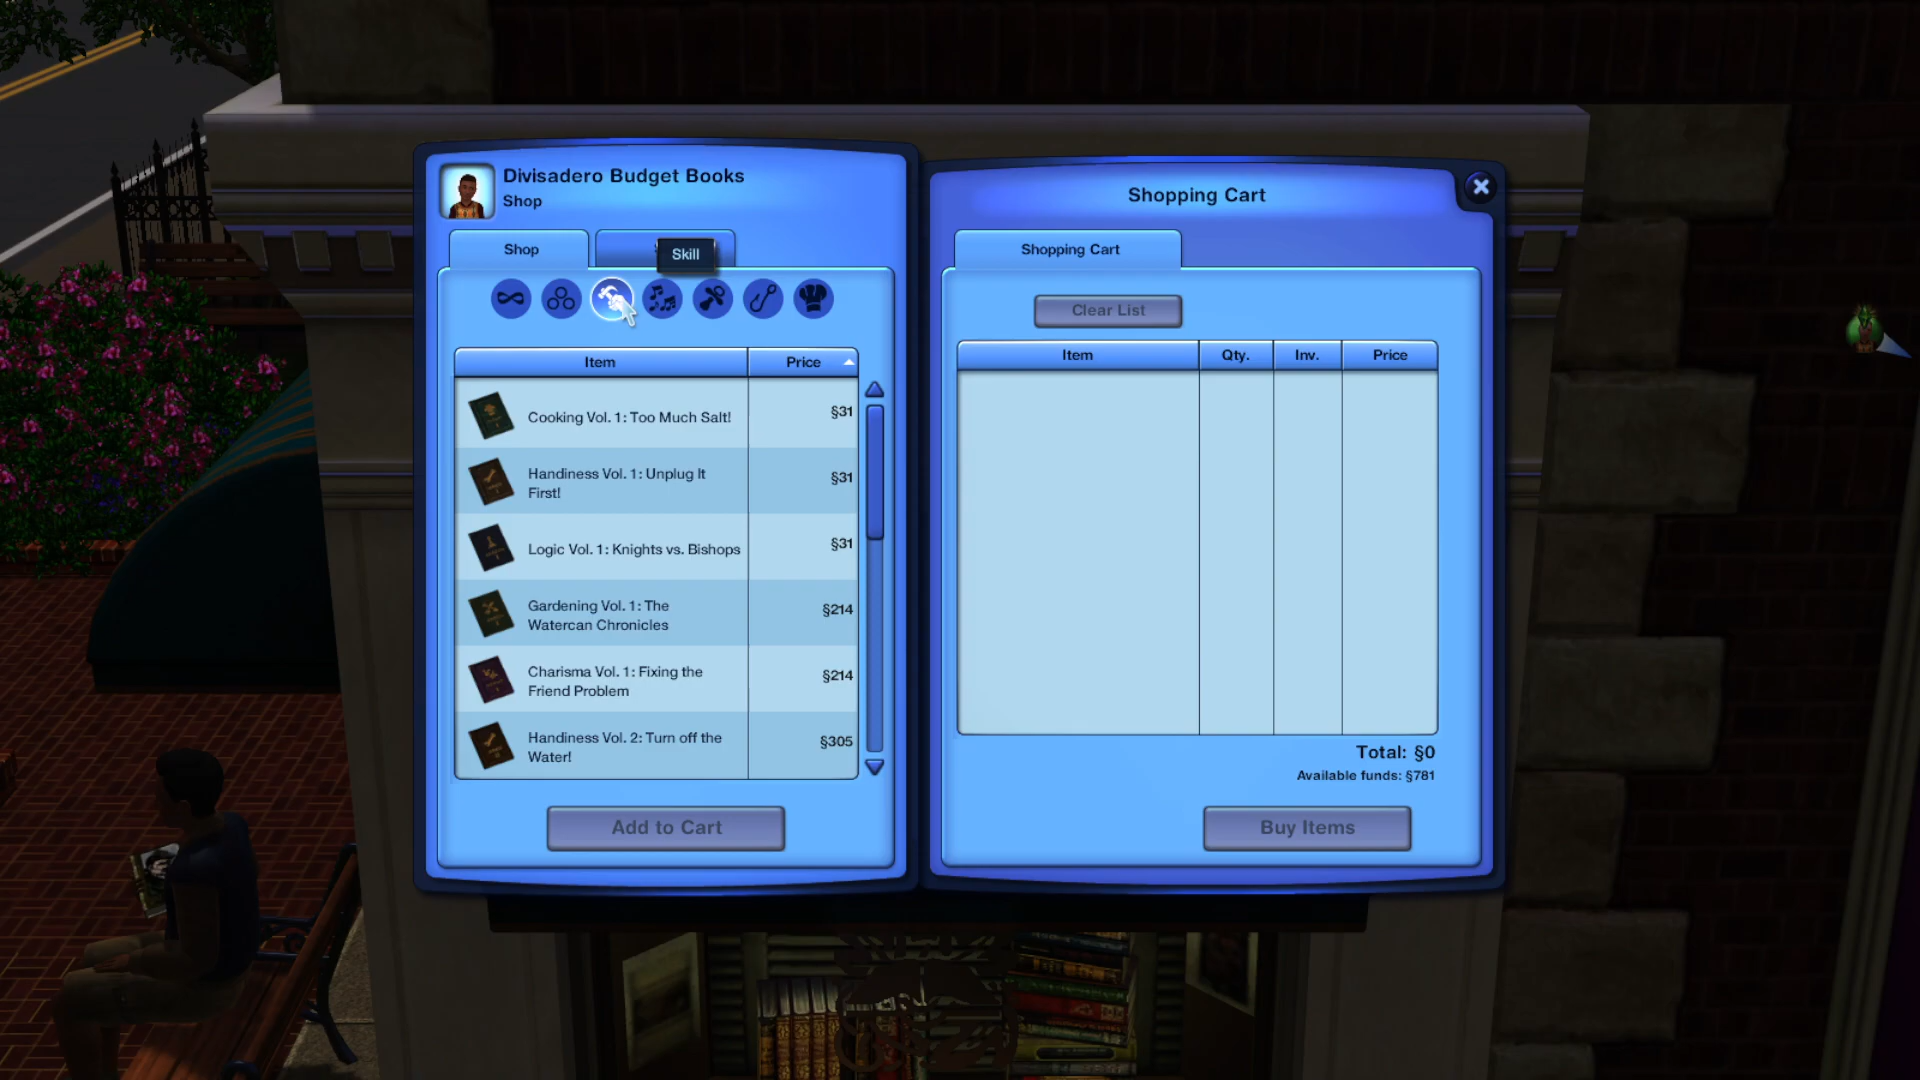 Divisadero Budget Books
Shop
Shop
Skill
Item
Price
Cooking Vol. 1: Too Much Salt!
§31
Handiness Vol. 1: Unplug It
First!
§31
Logic Vol. 1: Knights vs. Bishops
§31
Gardening Vol. 1: The
Watercan Chronicles
§214
Charisma Vol. 1: Fixing the
Friend Problem
§214
Handiness Vol. 2: Turn off the
Water!
§305
Add to Cart
Shopping Cart
Shopping Cart
Clear List
Item
Qty.
Inv.
Price
Total: §0
Available funds: §781
Buy Items